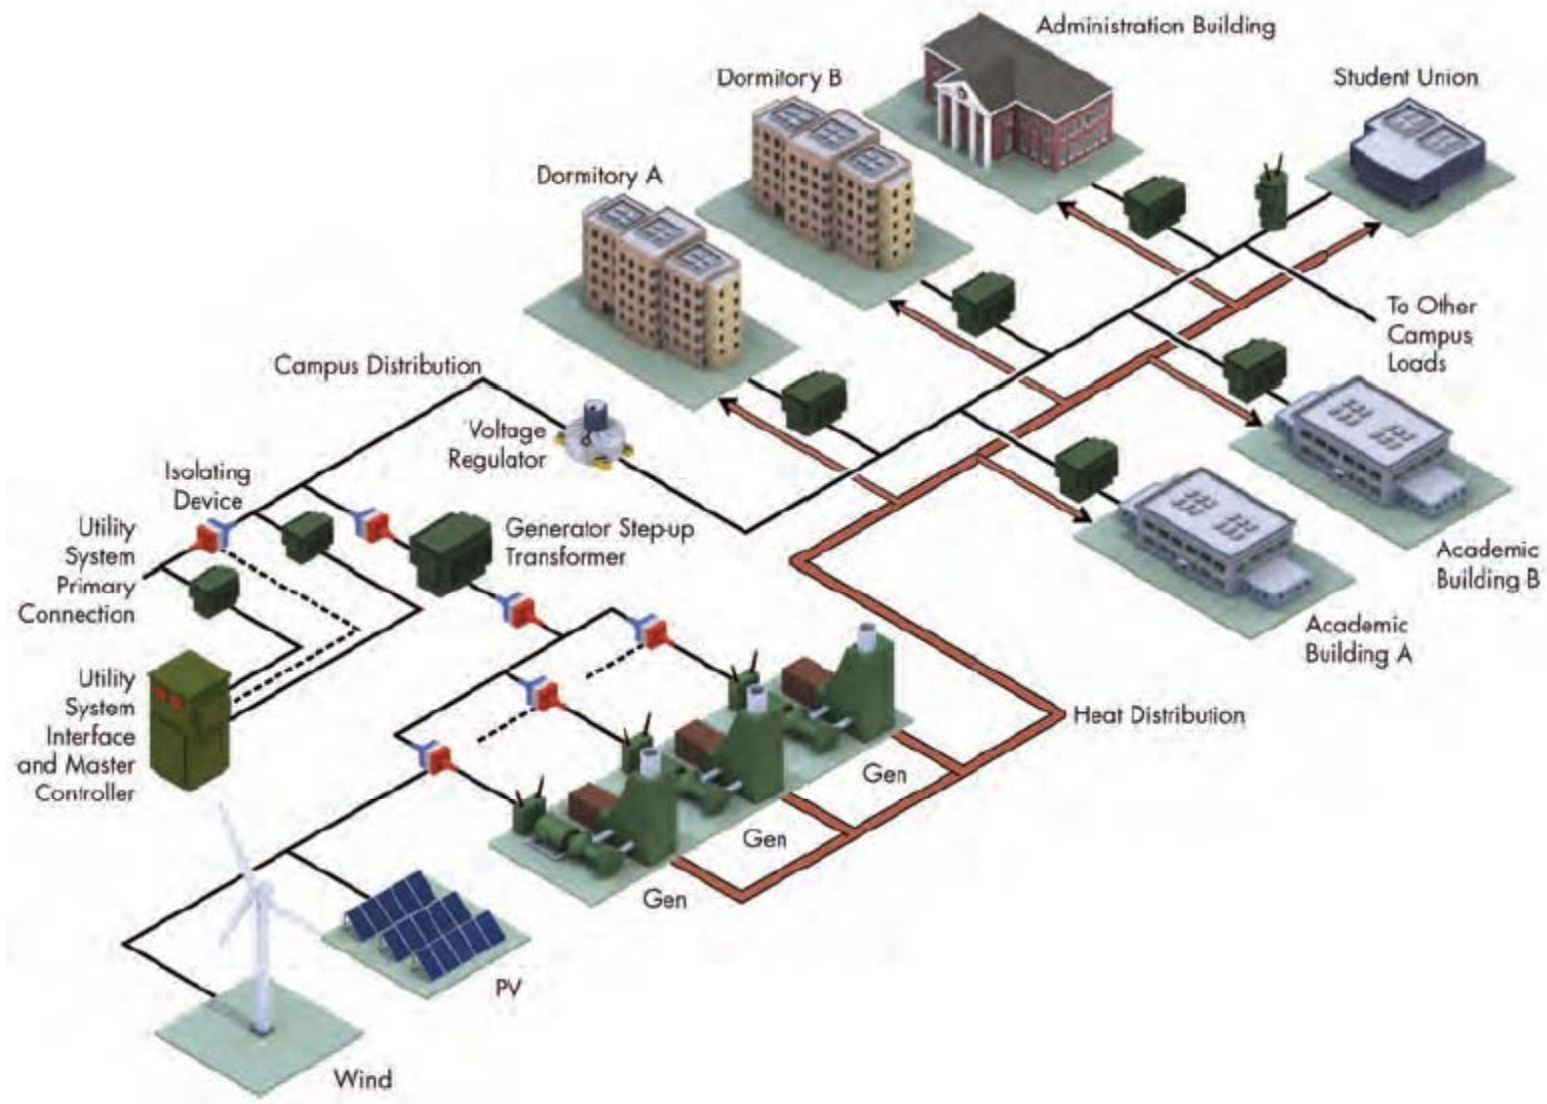 Administration Building
Dormitory B
Student Union
Dormitory A
To Other
Campus
Loads
Campus Distribution
Voltage
Regulator
Isolating
Device
Utility
System
Primary
Connection
Generator Step-up
Transformer
Academic
Building B
Academic
Building A
Utility
System
Interface
and Master
Controller
Heat Distribution
Gen
Gen
Gen
PV
Wind